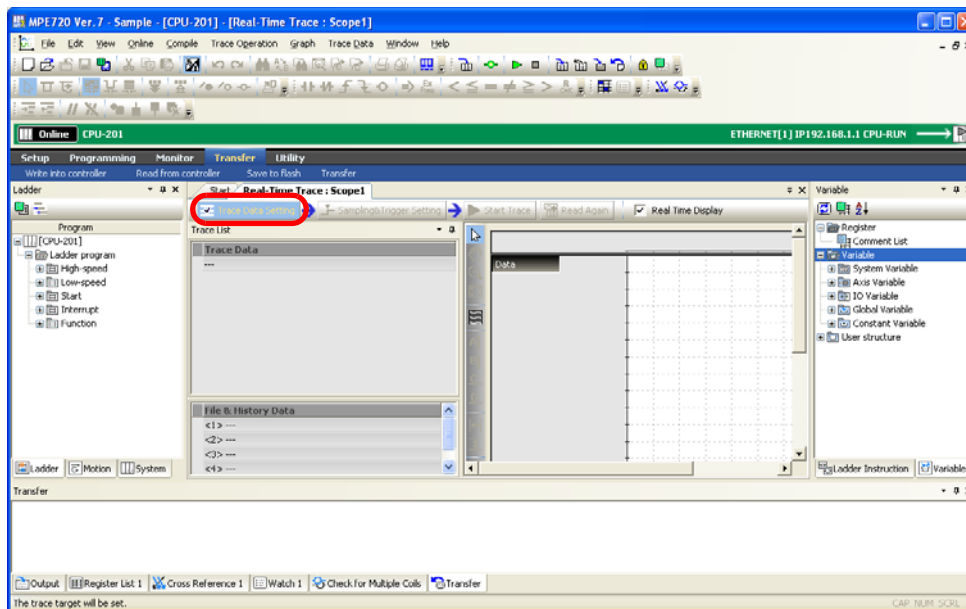 MPE720 Ver. 7 - Sample - [CPU-201] - [Real-Time Trace : Scope1]
File Edit View Online Compile Trace Operation Graph Trace Data Window Help
Online CPU-201 ETHERNET[1] IP192.168.1.1 CPU-RUN
Setup Programming Monitor Transfer Utility
Write into controller Read from controller Save to flash Transfer
Ladder
Program
[CPU-201]
Ladder program
High-speed
Low-speed
Start
Interrupt
Function
Ladder Motion System
Start Real-Time Trace : Scope1
Trace Data Setting Sampling&Trigger Setting Start Trace Read Again Real Time Display
Trace List
Trace Data
---
File & History Data
<1> ---
<2> ---
<3> ---
<4> ---
Data
Variable
Register
Comment List
Variable
System Variable
Axis Variable
IO Variable
Global Variable
Constant Variable
User structure
Ladder Instruction Variable
Transfer
Output Register List 1 Cross Reference 1 Watch 1 Check for Multiple Coils Transfer
The trace target will be set. CAP NUM SCRL